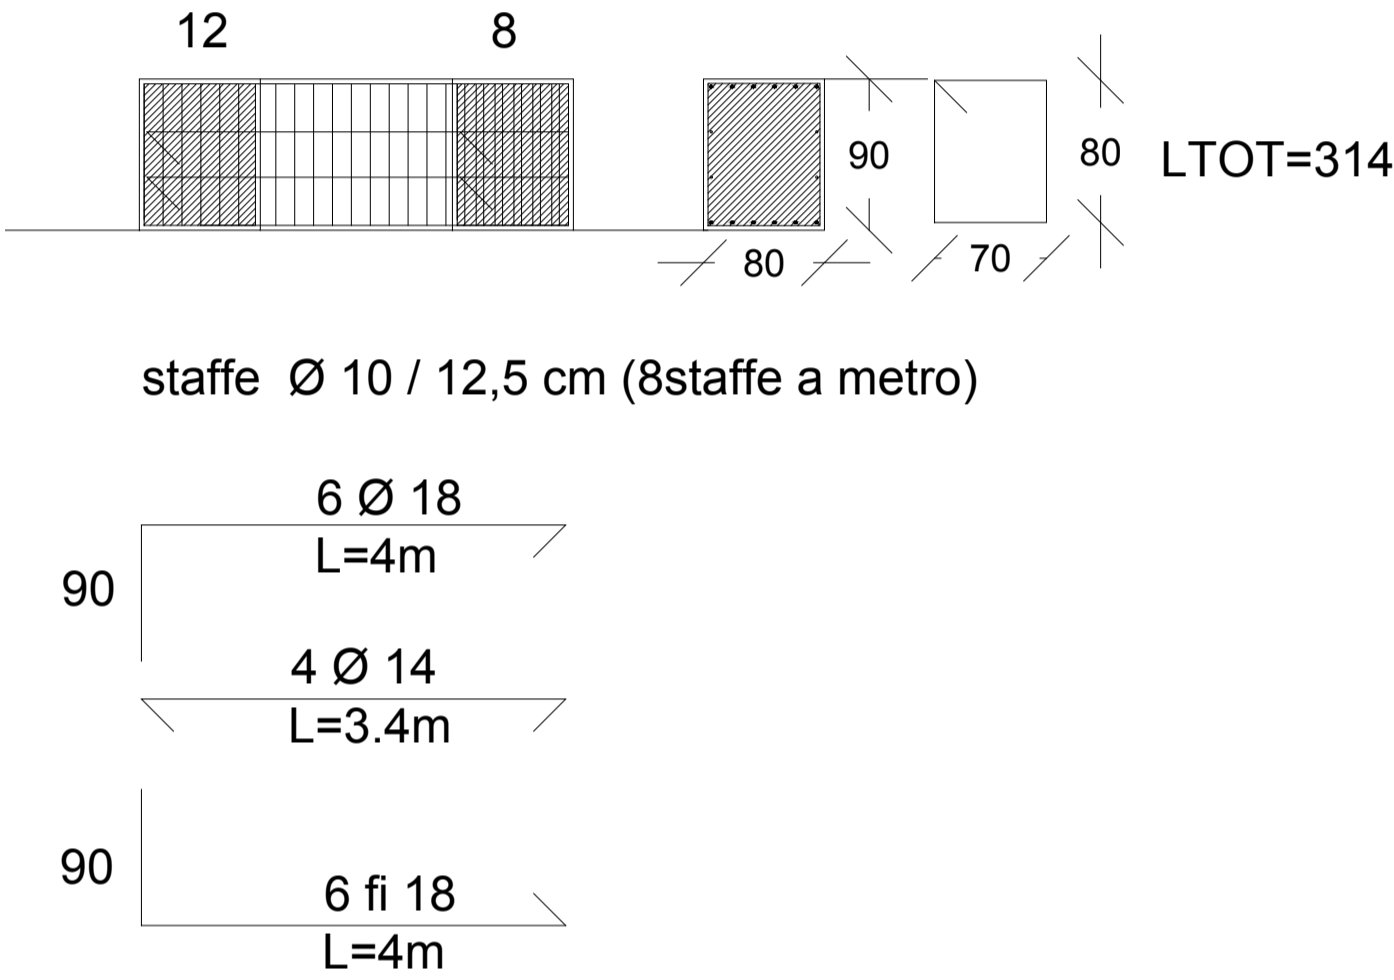 12
8
90
80
LTOT=314
80
70
staffe Ø 10 / 12,5 cm (8staffe a metro)
6 Ø 18
L=4m
90
4 Ø 14
L=3.4m
90
6 fi 18
L=4m